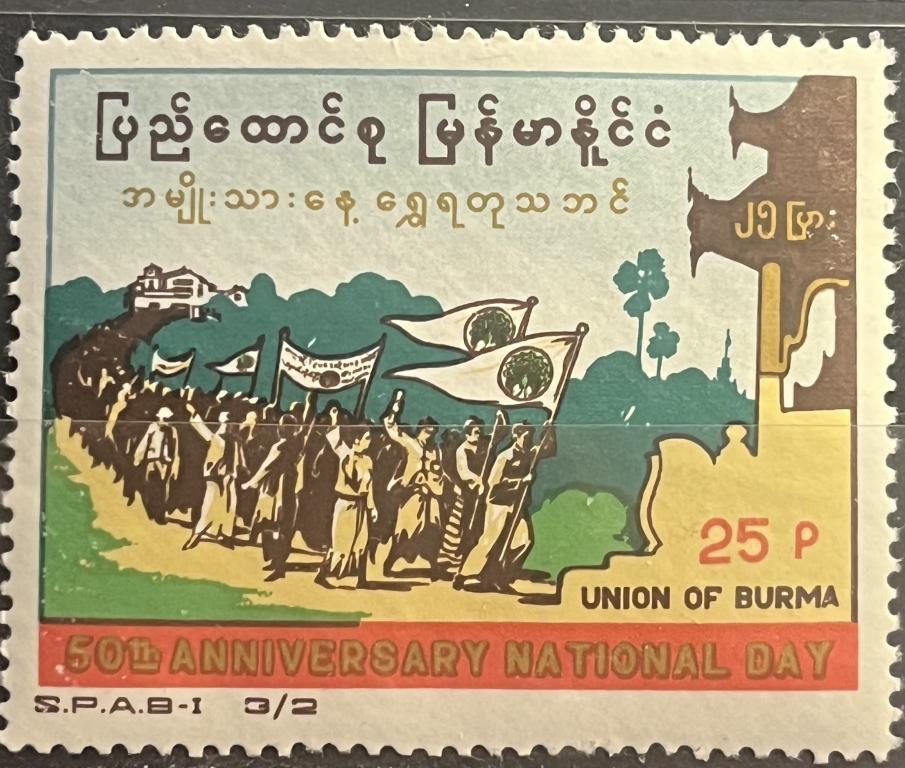 ပြည်ထောင်စု မြန်မာနိုင်ငံ
အမျိုးသားနေ့ ရွှေရတုသဘင်
၂၅ ပြား
25 P
UNION OF BURMA
50th ANNIVERSARY NATIONAL DAY
S.P.A.B-I 3/2